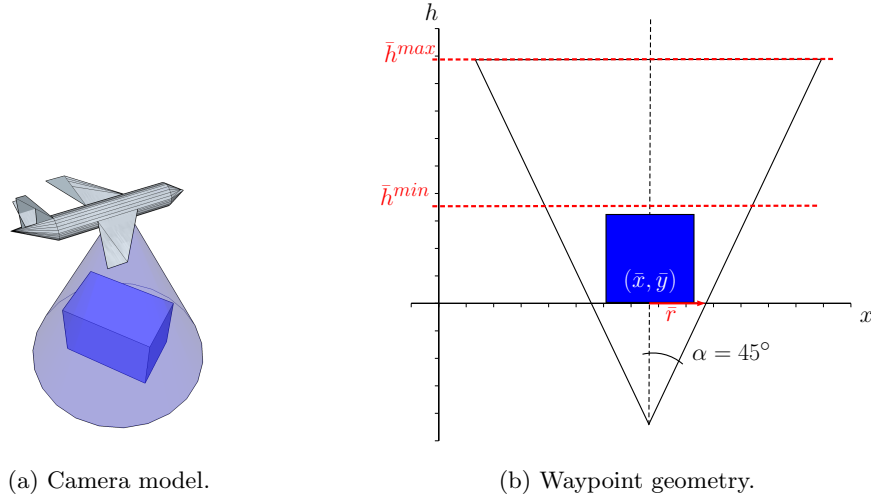 h
h̄^max
h̄^min
(x̄, ȳ)
r̄
x
α = 45°
(a) Camera model.
(b) Waypoint geometry.